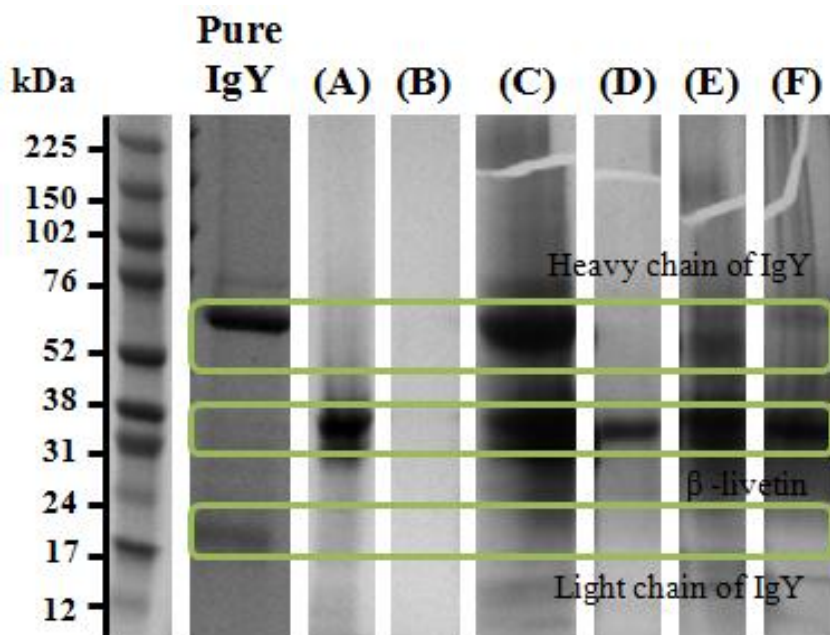 Pure
IgY
kDa
(A)
(B)
(C)
(D)
(E)
(F)
225
150
102
76
52
38
31
24
17
12
Heavy chain of IgY
β-livetin
Light chain of IgY